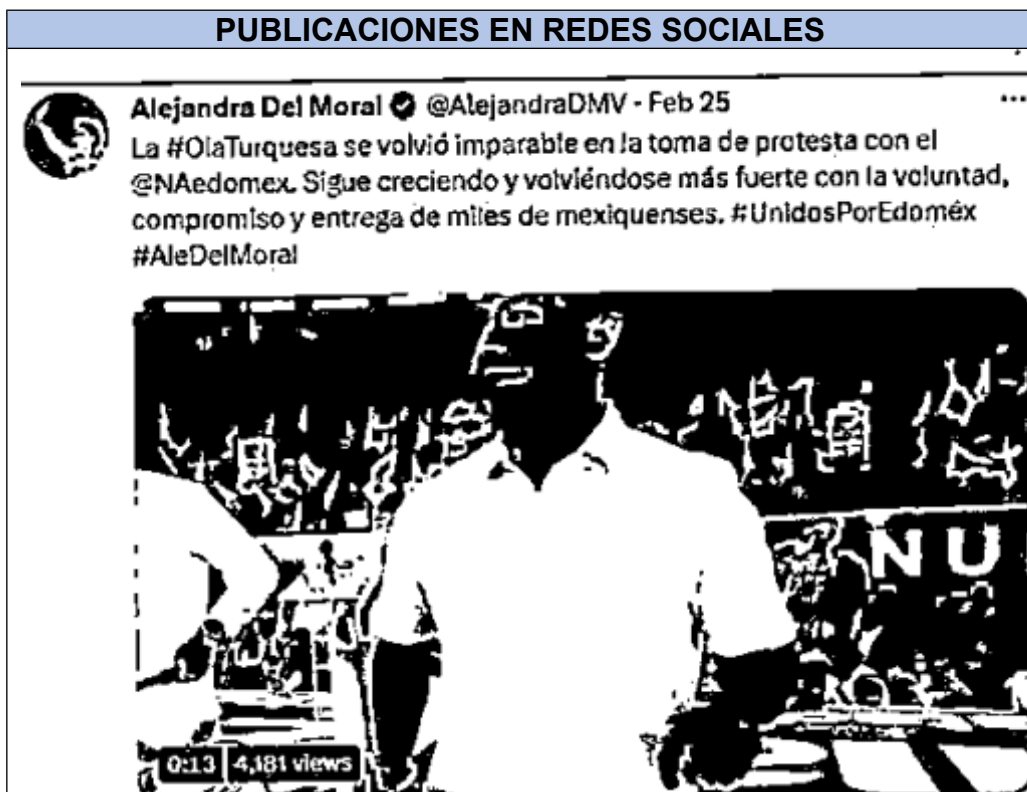 PUBLICACIONES EN REDES SOCIALES
Alejandra Del Moral @AlejandraDMV - Feb 25
La #OlaTurquesa se volvió imparable en la toma de protesta con el
@NAedomex. Sigue creciendo y volviéndose más fuerte con la voluntad,
compromiso y entrega de miles de mexiquenses. #UnidosPorEdoméx
#AleDelMoral
NU
0:13 4,181 views